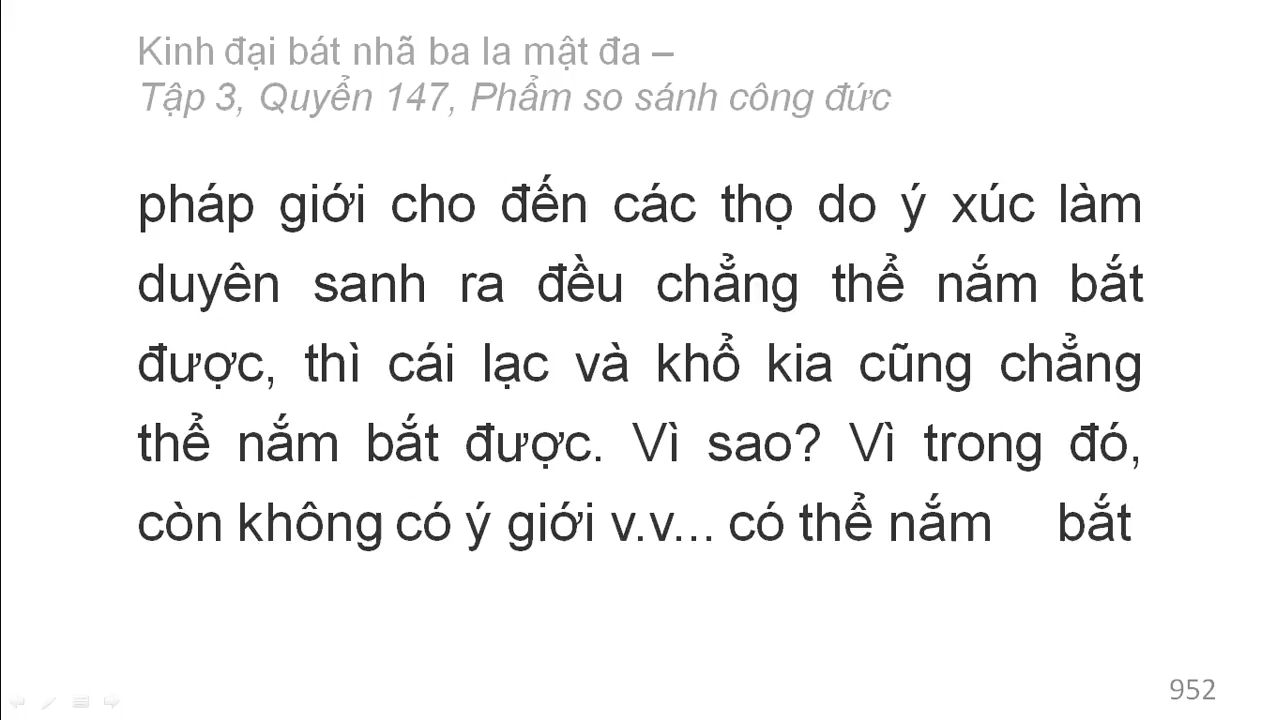 Kinh đại bát nhã ba la mật đa –
Tập 3, Quyển 147, Phẩm so sánh công đức
pháp giới cho đến các thọ do ý xúc làm
duyên sanh ra đều chẳng thể nắm bắt
được, thì cái lạc và khổ kia cũng chẳng
thể nắm bắt được. Vì sao? Vì trong đó,
còn không có ý giới v.v... có thể nắm bắt
952